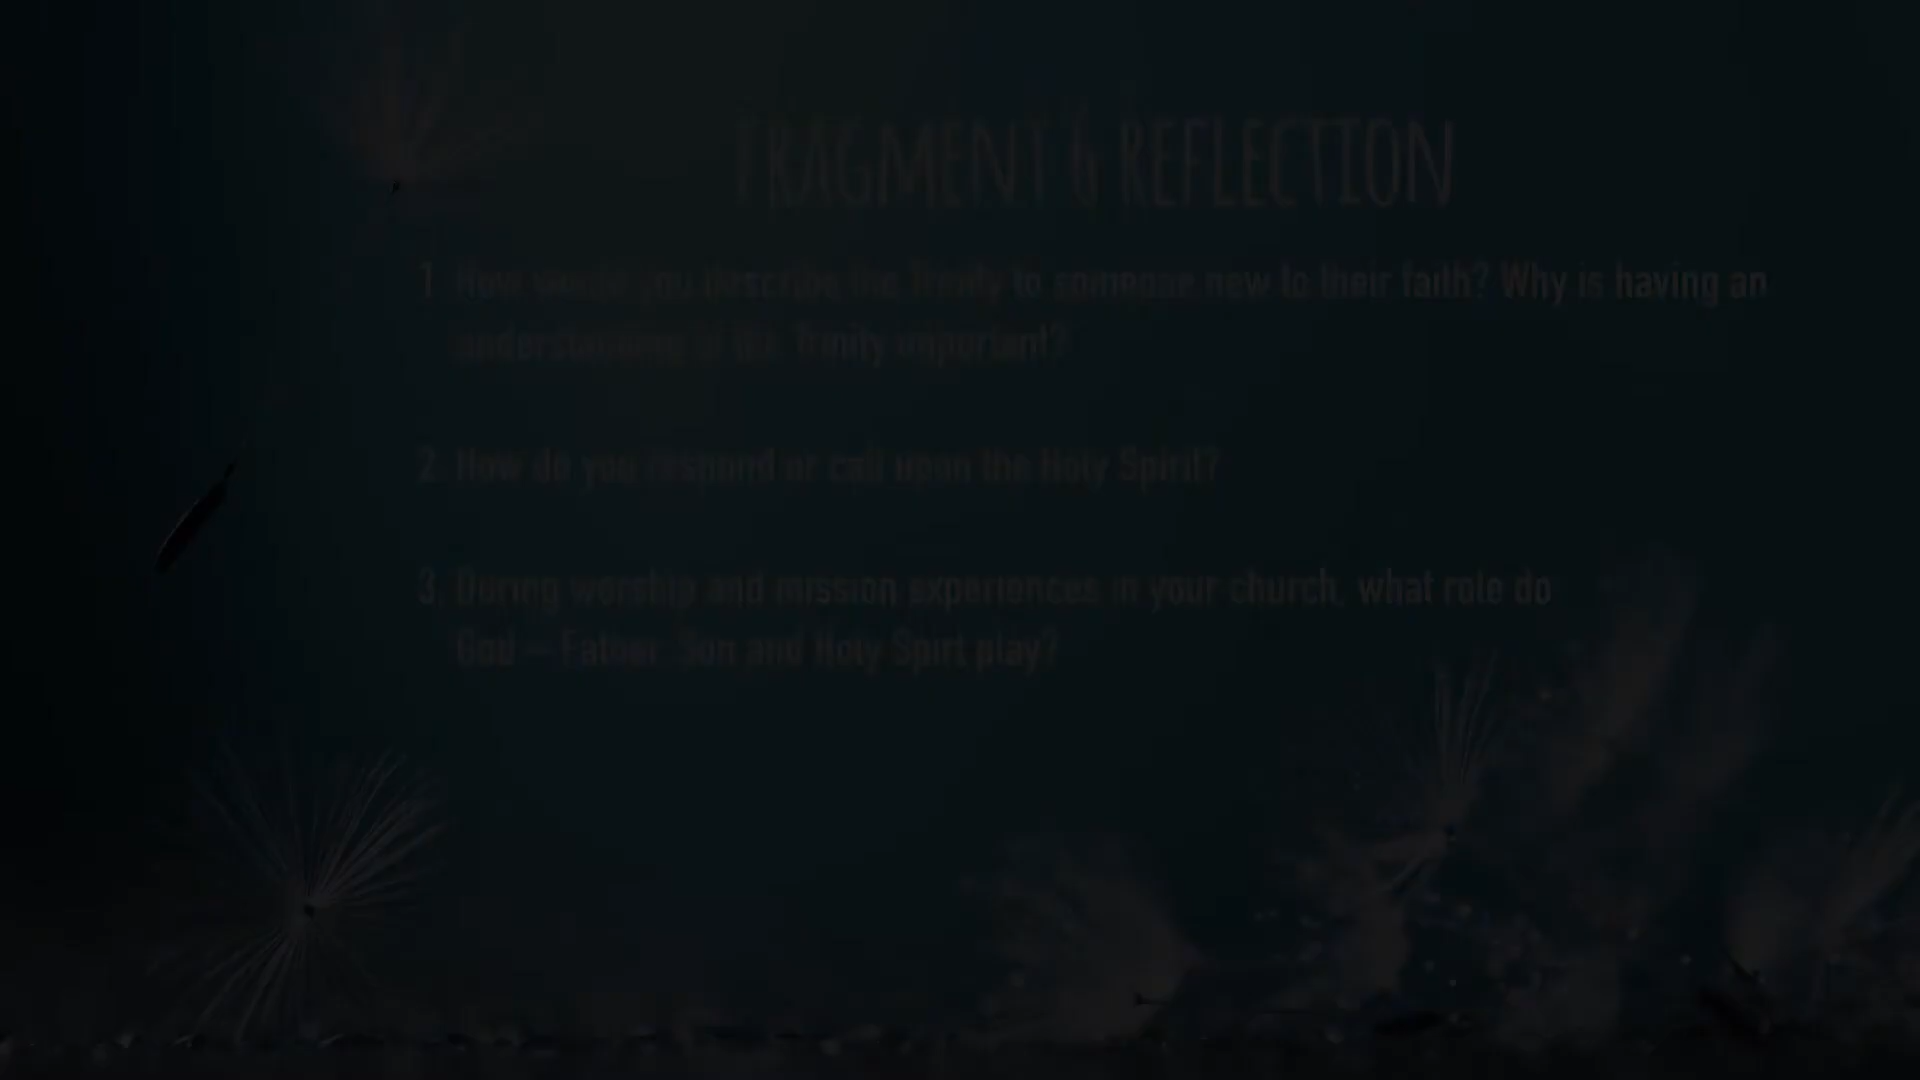 FRAGMENT 6 REFLECTION
1. How would you describe the Trinity to someone new to their faith? Why is having an
understanding of the Trinity important?
2. How do you respond or call upon the Holy Spirit?
3. During worship and mission experiences in your church, what role do
God – Father, Son and Holy Spirt play?